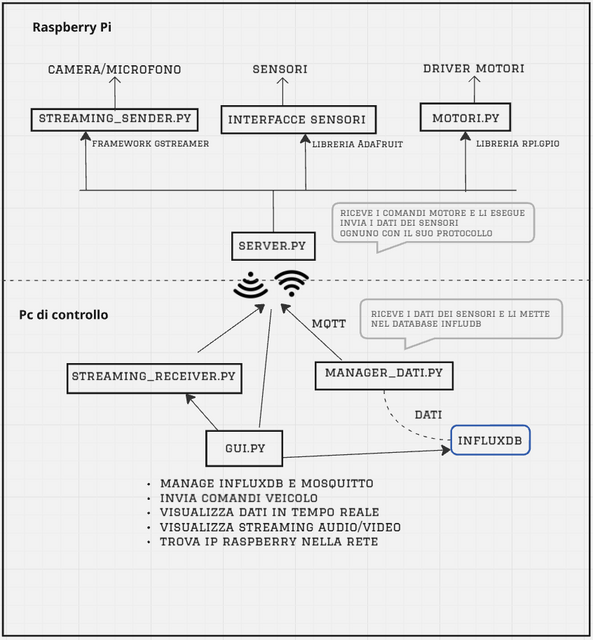 Raspberry Pi
CAMERA/MICROFONO
SENSORI
DRIVER MOTORI
STREAMING_SENDER.PY
INTERFACCE SENSORI
MOTORI.PY
FRAMEWORK GSTREAMER
LIBRERIA ADAFRUIT
LIBRERIA RPI.GPIO
RICEVE I COMANDI MOTORE E LI ESEGUE
INVIA I DATI DEI SENSORI
OGNUNO CON IL SUO PROTOCOLLO
SERVER.PY
Pc di controllo
MQTT
RICEVE I DATI DEI SENSORI E LI METTE
NEL DATABASE INFLUDB
STREAMING_RECEIVER.PY
MANAGER_DATI.PY
DATI
GUI.PY
INFLUXDB
• MANAGE INFLUXDB E MOSQUITTO
• INVIA COMANDI VEICOLO
• VISUALIZZA DATI IN TEMPO REALE
• VISUALIZZA STREAMING AUDIO/VIDEO
• TROVA IP RASPBERRY NELLA RETE